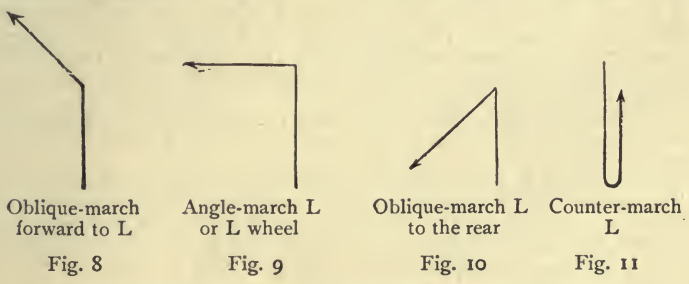 Oblique-march
forward to L
Fig. 8
Angle-march L
or L wheel
Fig. 9
Oblique-march L
to the rear
Fig. 10
Counter-march
L
Fig. 11